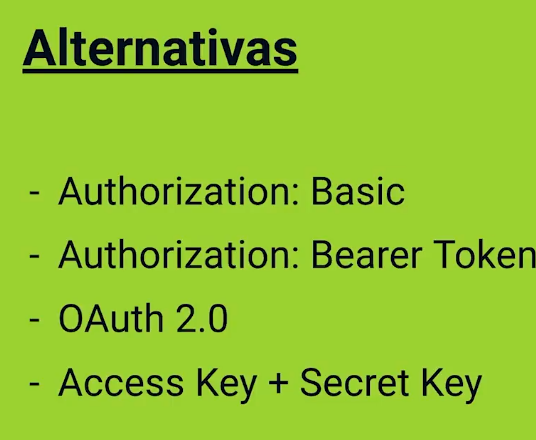 Alternativas
- Authorization: Basic
- Authorization: Bearer Token
- OAuth 2.0
- Access Key + Secret Key